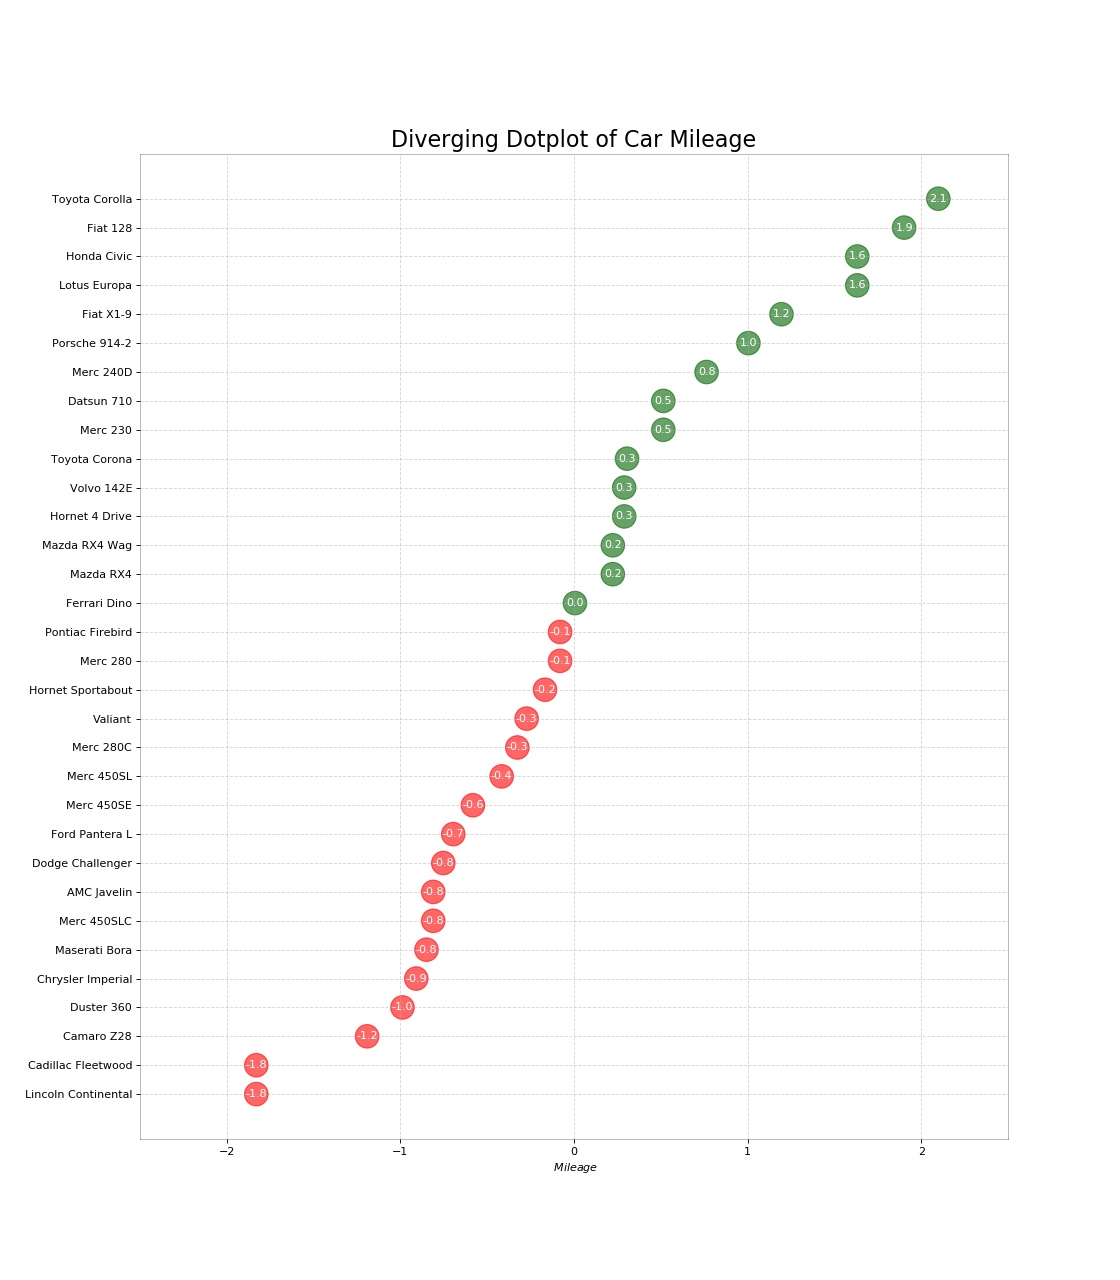 Diverging Dotplot of Car Mileage
Toyota Corolla 2.1
Fiat 128 1.9
Honda Civic 1.6
Lotus Europa 1.6
Fiat X1-9 1.2
Porsche 914-2 1.0
Merc 240D 0.8
Datsun 710 0.5
Merc 230 0.5
Toyota Corona 0.3
Volvo 142E 0.3
Hornet 4 Drive 0.3
Mazda RX4 Wag 0.2
Mazda RX4 0.2
Ferrari Dino 0.0
Pontiac Firebird -0.1
Merc 280 -0.1
Hornet Sportabout -0.2
Valiant -0.3
Merc 280C -0.3
Merc 450SL -0.4
Merc 450SE -0.6
Ford Pantera L -0.7
Dodge Challenger -0.8
AMC Javelin -0.8
Merc 450SLC -0.8
Maserati Bora -0.8
Chrysler Imperial -0.9
Duster 360 -1.0
Camaro Z28 -1.2
Cadillac Fleetwood -1.8
Lincoln Continental -1.8
−2 −1 0 1 2
Mileage